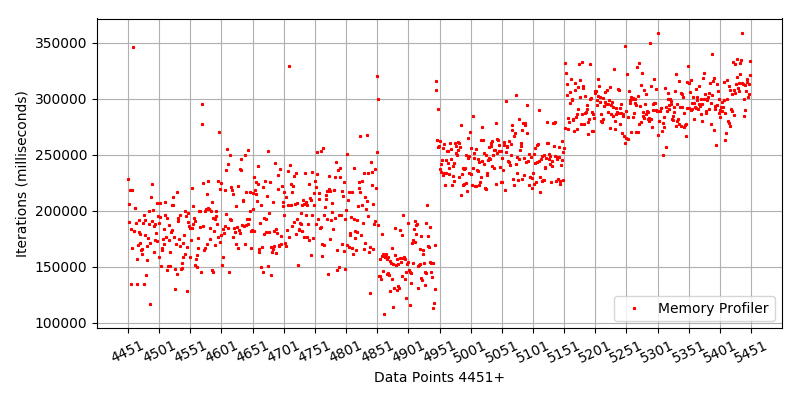 350000
300000
250000
200000
150000
100000
Iterations (milliseconds)
Memory Profiler
4451 4501 4551 4601 4651 4701 4751 4801 4851 4901 4951 5001 5051 5101 5151 5201 5251 5301 5351 5401 5451
Data Points 4451+